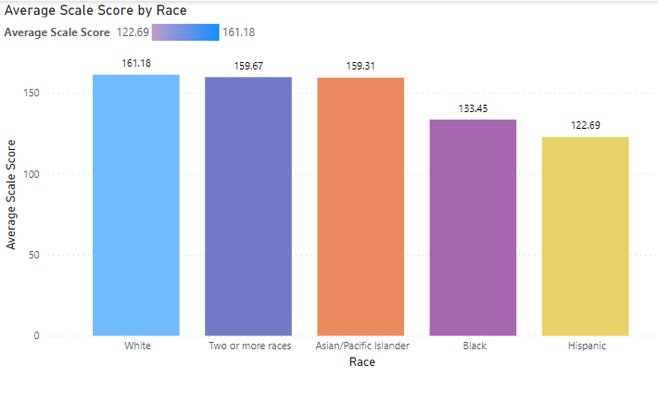 Average Scale Score by Race
Average Scale Score 122.69 161.18
161.18
159.67
159.31
133.45
122.69
150
100
50
0
Average Scale Score
White
Two or more races
Asian/Pacific Islander
Black
Hispanic
Race